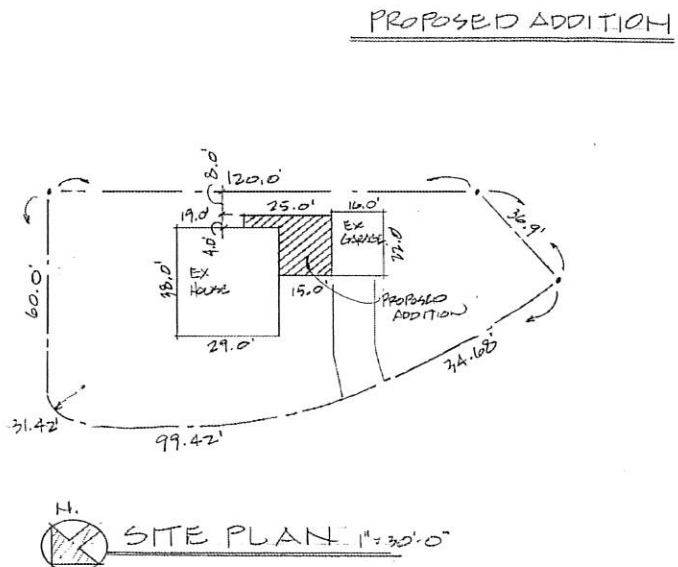 PROPOSED ADDITION
8.0'
120.0'
25.0'
16.0'
36.9'
19.0'
4.0'
EX
GARAGE
22.0'
60.0'
38.0'
EX
HOUSE
15.0'
PROPOSED
ADDITION
29.0'
34.68'
31.42'
99.42'
N.
SITE PLAN 1"=30'-0"